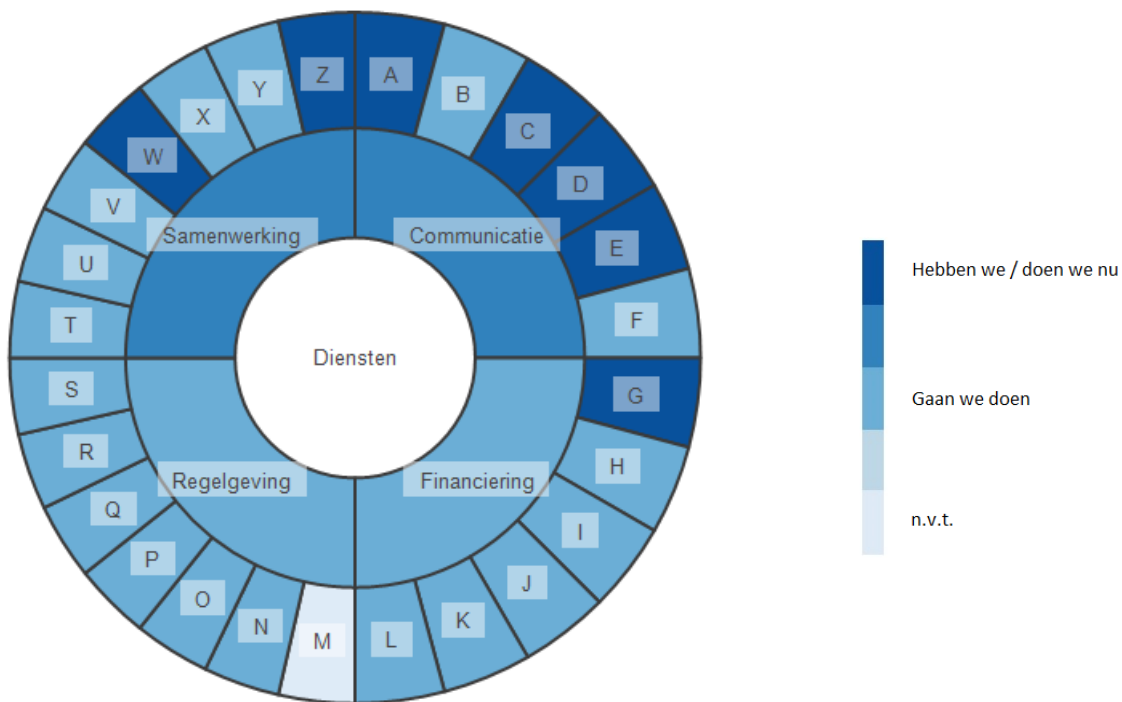 Z
A
Y
B
X
C
W
D
V
Samenwerking
Communicatie
E
U
Hebben we / doen we nu
T
F
Diensten
S
G
Gaan we doen
R
H
Regelgeving
Financiering
Q
I
n.v.t.
P
J
O
K
N
M
L